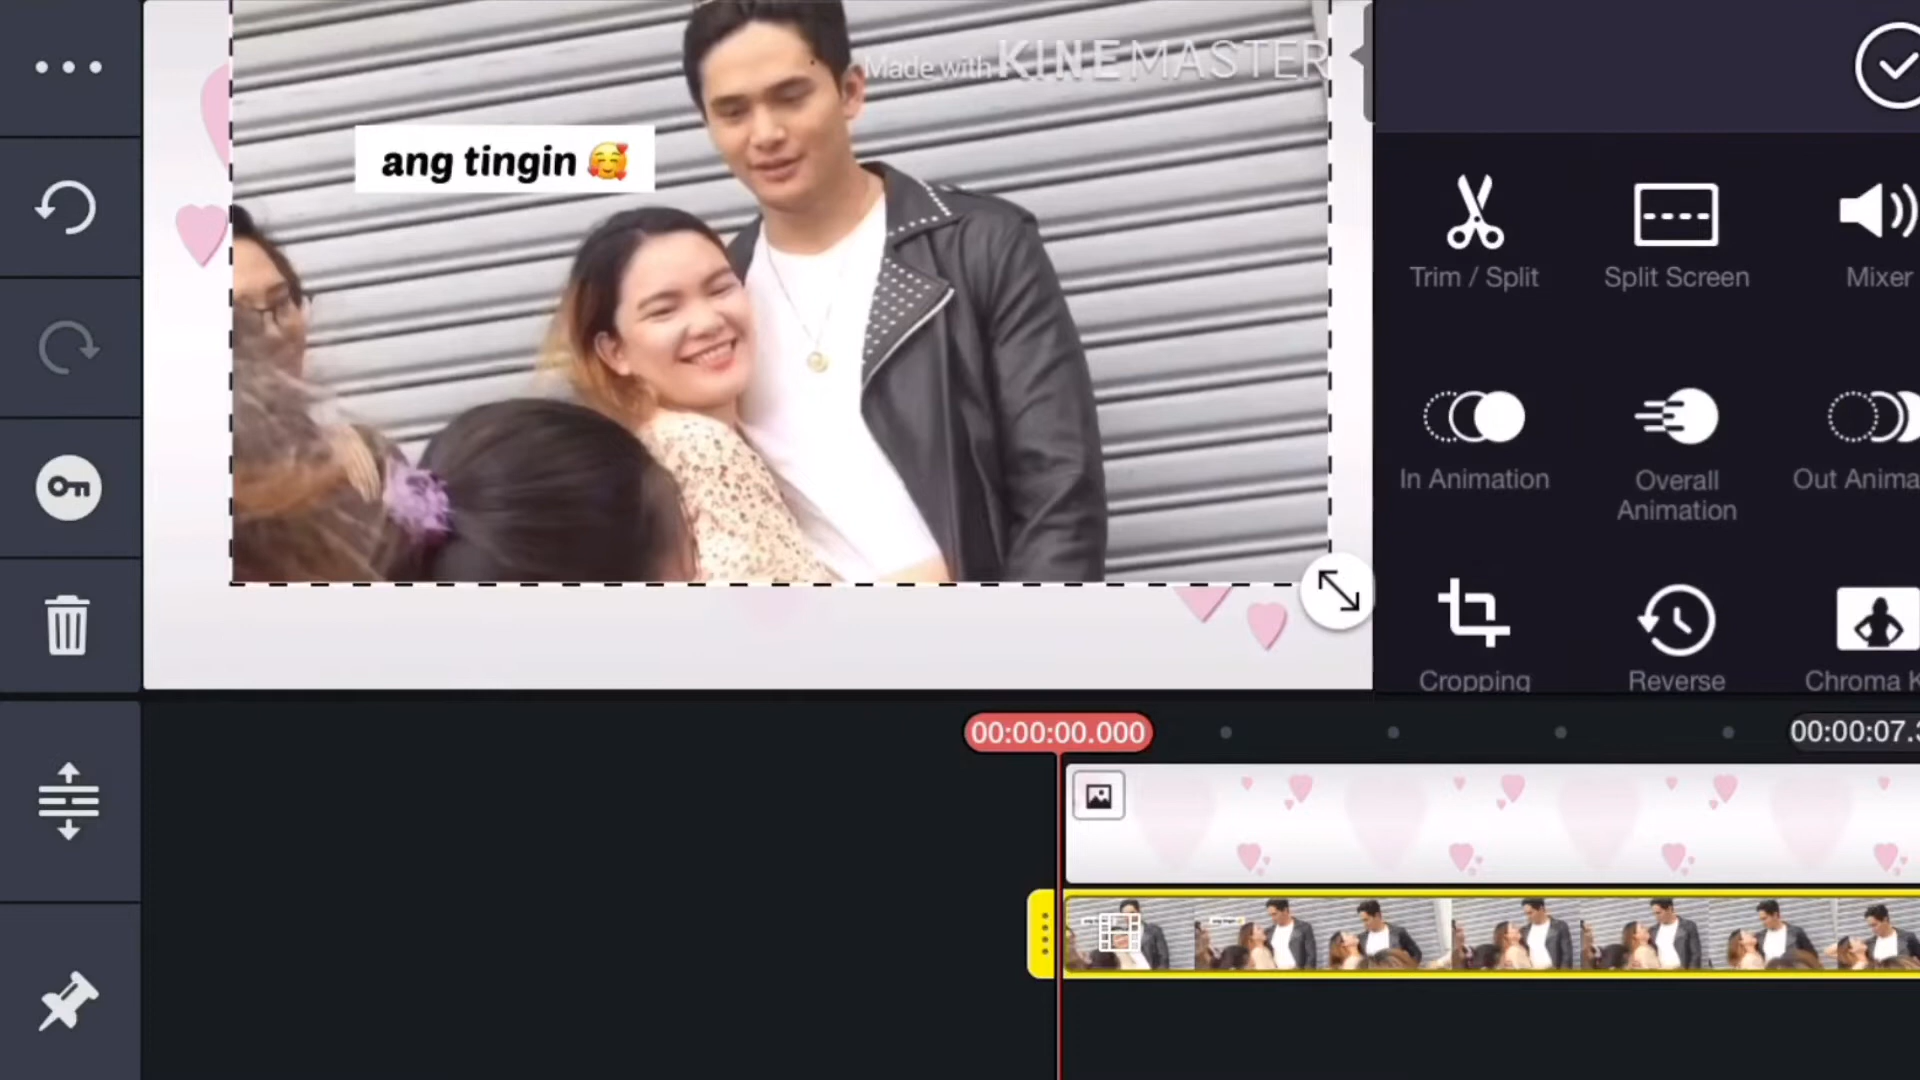 Made with KINEMASTER
ang tingin 🥰
Trim / Split
Split Screen
Mixer
In Animation
Overall
Animation
Out Anima
Cropping
Reverse
Chroma K
00:00:00.000
00:00:07.3